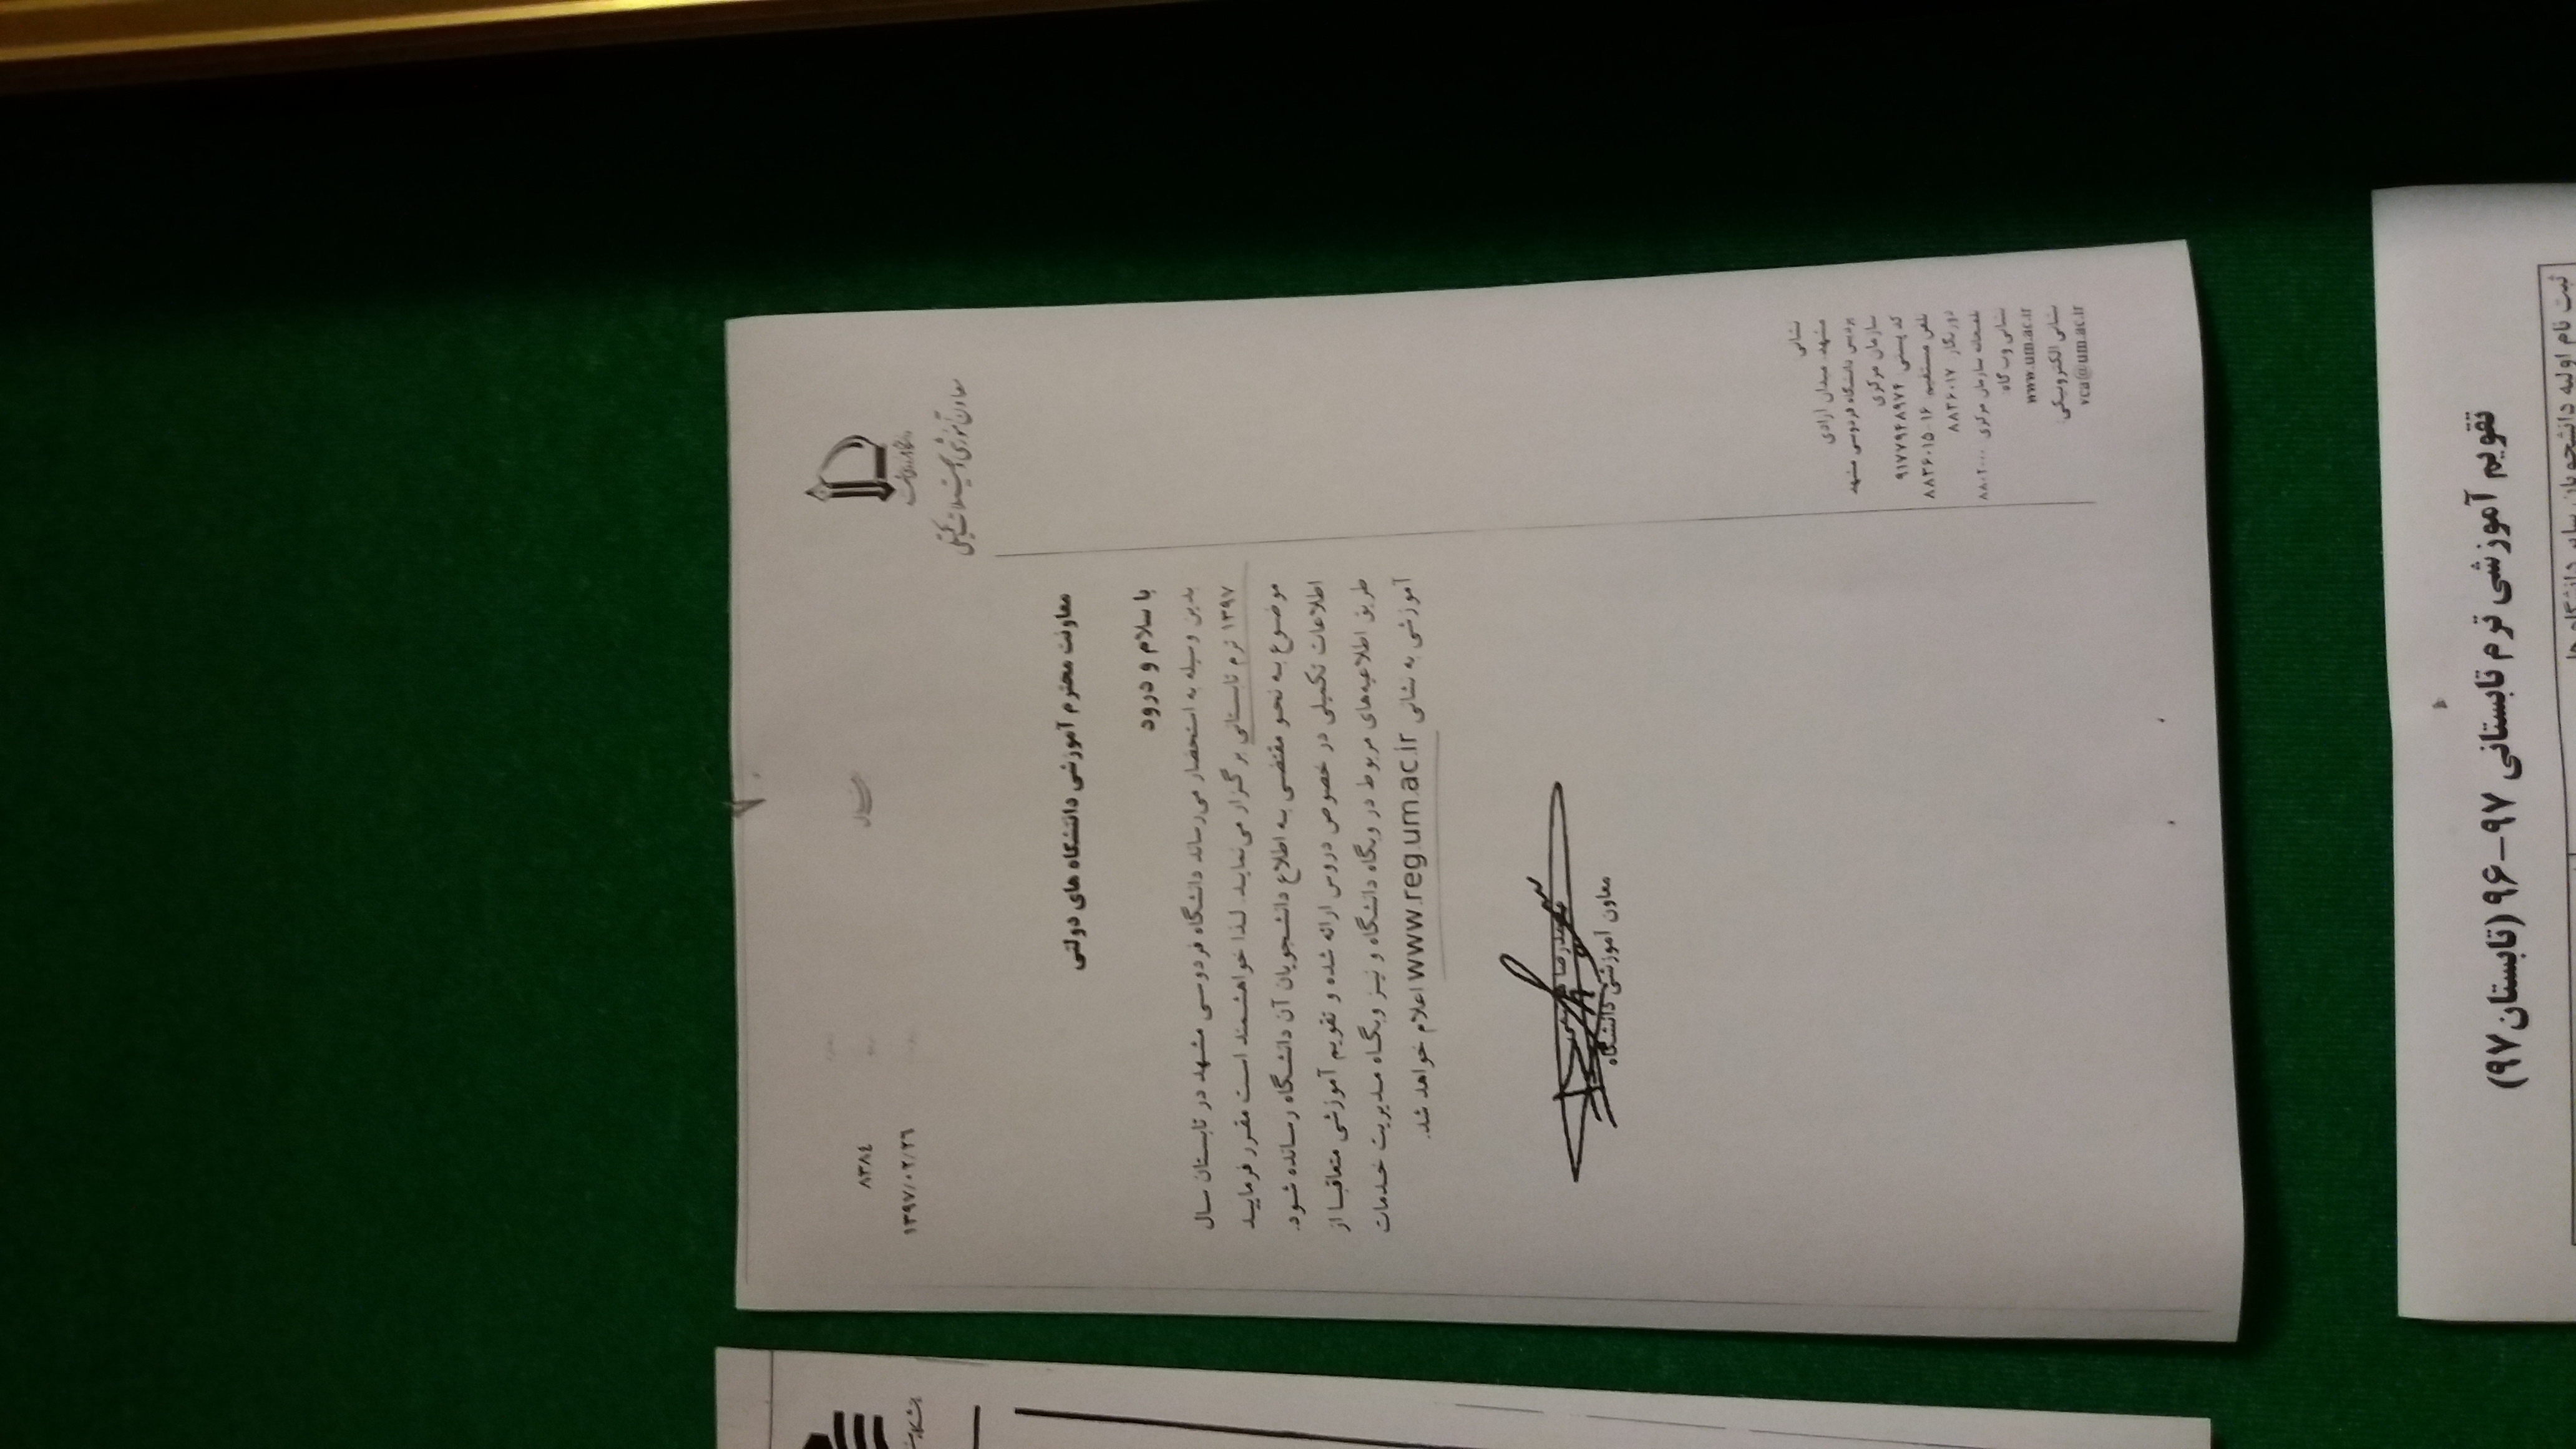 دانشگاه فردوسی مشهد
معاون آموزشی و تحصیلات تکمیلی
۸۳۸۴
۱۳۹۷/۰۲/۲۶
معاونت محترم آموزشی دانشگاه های دولتی
با سلام و درود
بدین وسیله به استحضار می‌رساند دانشگاه فردوسی مشهد در تابستان سال
۱۳۹۷ ترم تابستانی برگزار می‌نماید. لذا خواهشمند است مقرر فرمایید
موضوع به نحو مقتضی به اطلاع دانشجویان آن دانشگاه رسانده شود.
اطلاعات تکمیلی در خصوص دروس ارائه شده و تقویم آموزشی متعاقبا از
طریق اطلاعیه‌های مربوط در وبگاه دانشگاه و نیز وبگاه مدیریت خدمات
آموزشی به نشانی www.reg.um.ac.ir اعلام خواهد شد.
معاون آموزشی دانشگاه
نشانی
مشهد، میدان آزادی
پردیس دانشگاه فردوسی مشهد
سازمان مرکزی
کد پستی ۹۱۷۷۹۴۸۹۷۴
تلفن مستقیم ۱۶-۸۸۳۶۰۱۵
دورنگار ۸۸۳۶۰۱۷
تلفنخانه سازمان مرکزی ۸۸۰۲۰۰۰
نشانی وب گاه:
www.um.ac.ir
نشانی الکترونیکی:
vca@um.ac.ir
تقویم آموزشی ترم تابستانی ۹۷-۹۶ (تابستان۹۷)
ثبت نام اولیه دانشجویان سایر دانشگاه ها